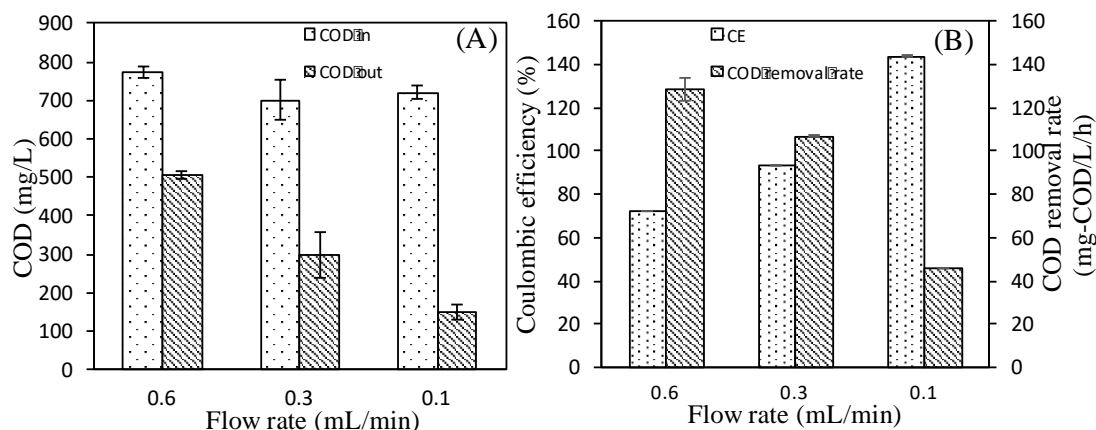 900
800
700
600
500
400
300
200
100
0
COD (mg/L)
COD in
COD out
(A)
0.6
0.3
0.1
Flow rate (mL/min)
160
140
120
100
80
60
40
20
0
Coulombic efficiency (%)
CE
COD removal rate
(B)
160
140
120
100
80
60
40
20
0
COD removal rate
(mg-COD/L/h)
0.6
0.3
0.1
Flow rate (mL/min)